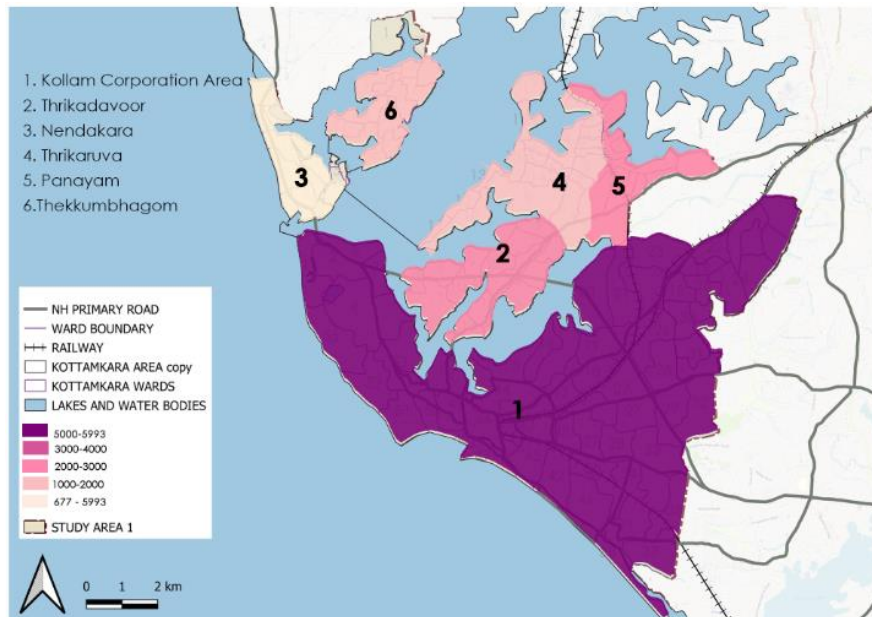 1. Kollam Corporation Area
2. Thrikadavoor
3. Nendakara
4. Thrikaruva
5. Panayam
6.Thekkumbhagom
6
3
4
5
2
1
NH PRIMARY ROAD
WARD BOUNDARY
RAILWAY
KOTTAMKARA AREA copy
KOTTAMKARA WARDS
LAKES AND WATER BODIES
5000-5993
3000-4000
2000-3000
1000-2000
677 - 5993
STUDY AREA 1
0 1 2 km